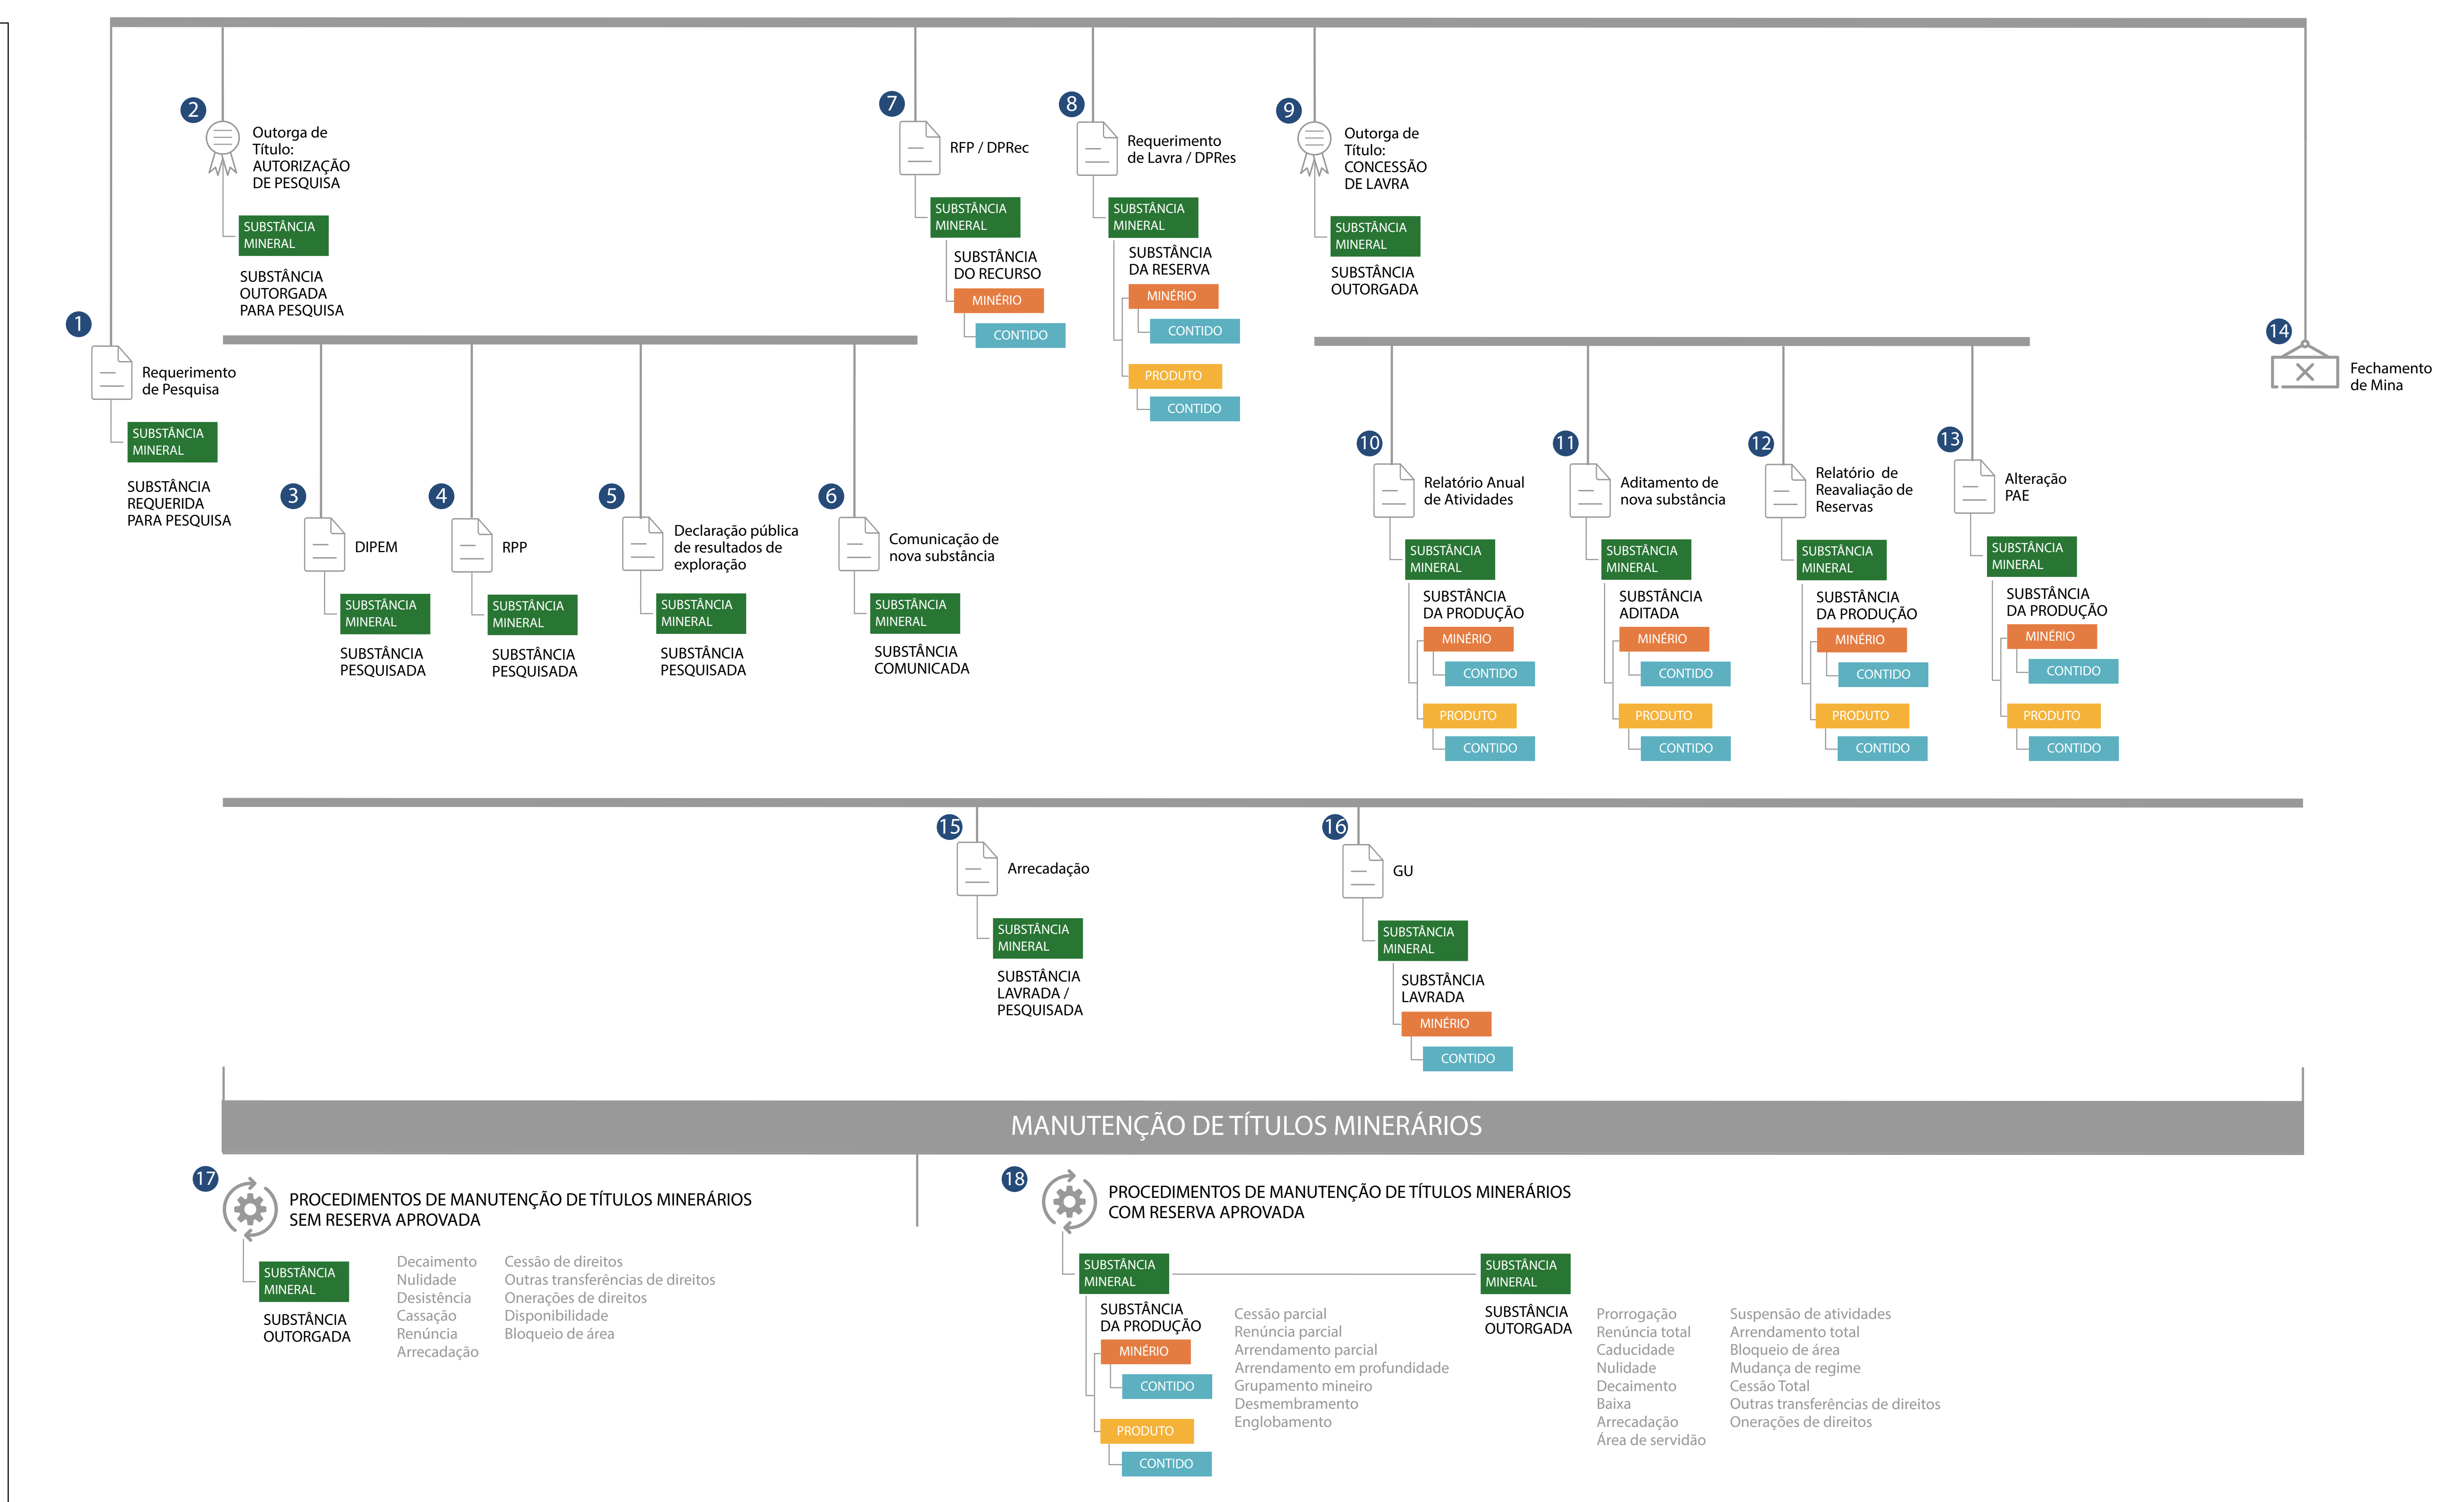 1
Requerimento
de Pesquisa
SUBSTÂNCIA
MINERAL
SUBSTÂNCIA
REQUERIDA
PARA PESQUISA
2
Outorga de
Título:
AUTORIZAÇÃO
DE PESQUISA
SUBSTÂNCIA
MINERAL
SUBSTÂNCIA
OUTORGADA
PARA PESQUISA
3
DIPEM
SUBSTÂNCIA
MINERAL
SUBSTÂNCIA
PESQUISADA
4
RPP
SUBSTÂNCIA
MINERAL
SUBSTÂNCIA
PESQUISADA
5
Declaração pública
de resultados de
exploração
SUBSTÂNCIA
MINERAL
SUBSTÂNCIA
PESQUISADA
6
Comunicação de
nova substância
SUBSTÂNCIA
MINERAL
SUBSTÂNCIA
COMUNICADA
7
RFP / DPRec
SUBSTÂNCIA
MINERAL
SUBSTÂNCIA
DO RECURSO
MINÉRIO
CONTIDO
8
Requerimento
de Lavra / DPRes
SUBSTÂNCIA
MINERAL
SUBSTÂNCIA
DA RESERVA
MINÉRIO
CONTIDO
PRODUTO
CONTIDO
9
Outorga de
Título:
CONCESSÃO
DE LAVRA
SUBSTÂNCIA
MINERAL
SUBSTÂNCIA
OUTORGADA
10
Relatório Anual
de Atividades
SUBSTÂNCIA
MINERAL
SUBSTÂNCIA
DA PRODUÇÃO
MINÉRIO
CONTIDO
PRODUTO
CONTIDO
11
Aditamento de
nova substância
SUBSTÂNCIA
MINERAL
SUBSTÂNCIA
ADITADA
MINÉRIO
CONTIDO
PRODUTO
CONTIDO
12
Relatório de
Reavaliação de
Reservas
SUBSTÂNCIA
MINERAL
SUBSTÂNCIA
DA PRODUÇÃO
MINÉRIO
CONTIDO
PRODUTO
CONTIDO
13
Alteração
PAE
SUBSTÂNCIA
MINERAL
SUBSTÂNCIA
DA PRODUÇÃO
MINÉRIO
CONTIDO
PRODUTO
CONTIDO
14
Fechamento
de Mina
15
Arrecadação
SUBSTÂNCIA
MINERAL
SUBSTÂNCIA
LAVRADA /
PESQUISADA
16
GU
SUBSTÂNCIA
MINERAL
SUBSTÂNCIA
LAVRADA
MINÉRIO
CONTIDO
MANUTENÇÃO DE TÍTULOS MINERÁRIOS
17
PROCEDIMENTOS DE MANUTENÇÃO DE TÍTULOS MINERÁRIOS
SEM RESERVA APROVADA
SUBSTÂNCIA
MINERAL
SUBSTÂNCIA
OUTORGADA
Decaimento
Nulidade
Desistência
Cassação
Renúncia
Arrecadação
Cessão de direitos
Outras transferências de direitos
Onerações de direitos
Disponibilidade
Bloqueio de área
18
PROCEDIMENTOS DE MANUTENÇÃO DE TÍTULOS MINERÁRIOS
COM RESERVA APROVADA
SUBSTÂNCIA
MINERAL
SUBSTÂNCIA
DA PRODUÇÃO
MINÉRIO
CONTIDO
PRODUTO
CONTIDO
Cessão parcial
Renúncia parcial
Arrendamento parcial
Arrendamento em profundidade
Grupamento mineiro
Desmembramento
Englobamento
SUBSTÂNCIA
MINERAL
SUBSTÂNCIA
OUTORGADA
Prorrogação
Renúncia total
Caducidade
Nulidade
Decaimento
Baixa
Arrecadação
Área de servidão
Suspensão de atividades
Arrendamento total
Bloqueio de área
Mudança de regime
Cessão Total
Outras transferências de direitos
Onerações de direitos